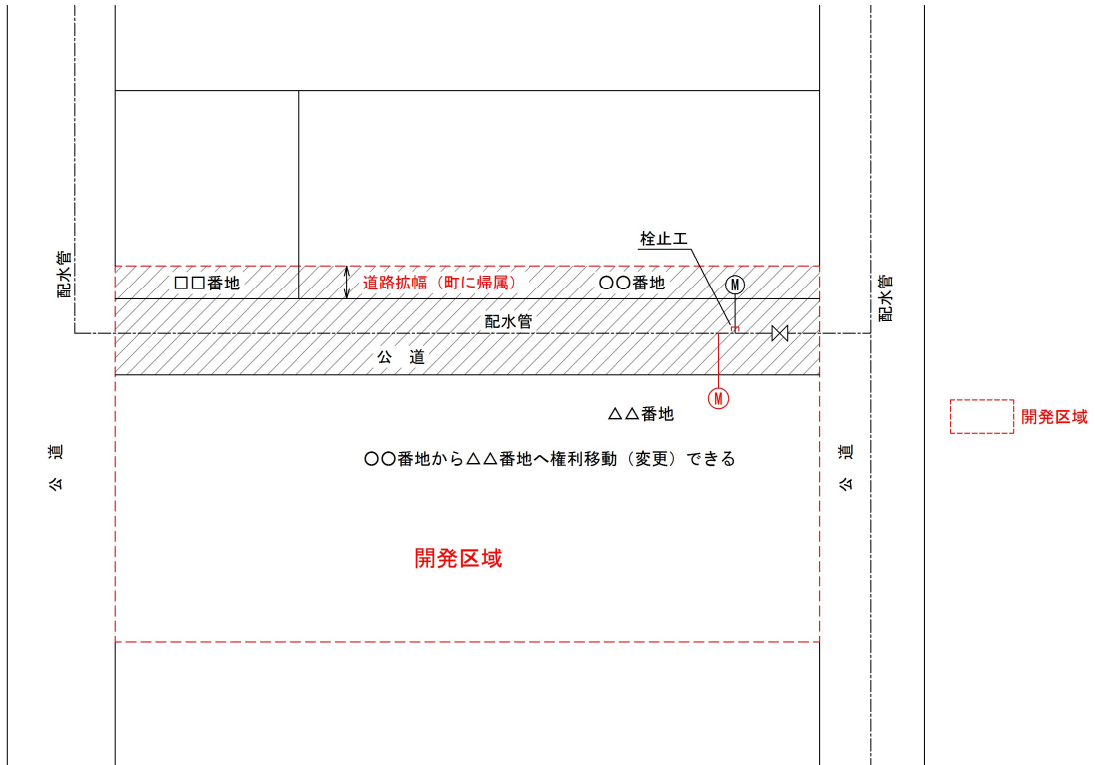 栓止工
配水管
□□番地
道路拡幅（町に帰属）
〇〇番地
M
配水管
配水管
公　道
M
△△番地
開発区域
公　道
〇〇番地から△△番地へ権利移動（変更）できる
公　道
開発区域